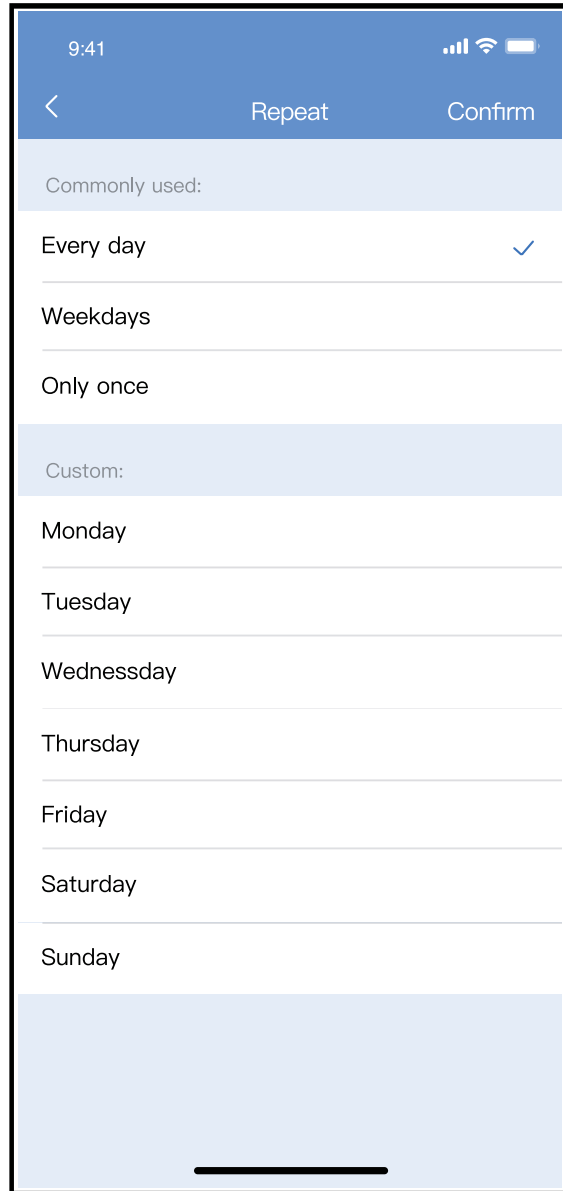 9:41
Repeat Confirm
Commonly used:
Every day
Weekdays
Only once
Custom:
Monday
Tuesday
Wednessday
Thursday
Friday
Saturday
Sunday